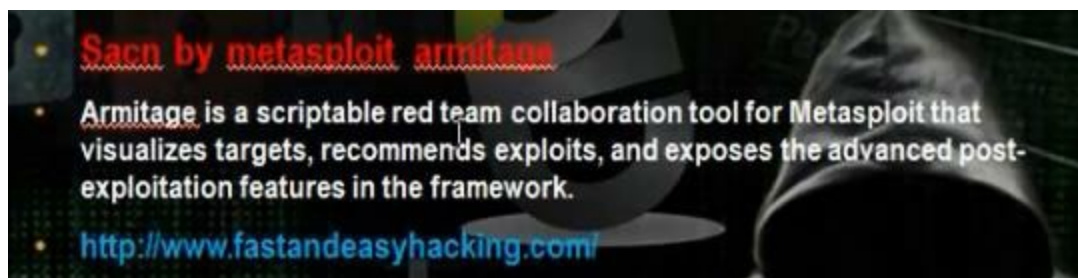 Sacn by metasploit armitage
Armitage is a scriptable red team collaboration tool for Metasploit that
visualizes targets, recommends exploits, and exposes the advanced post-
exploitation features in the framework.
http://www.fastandeasyhacking.com/